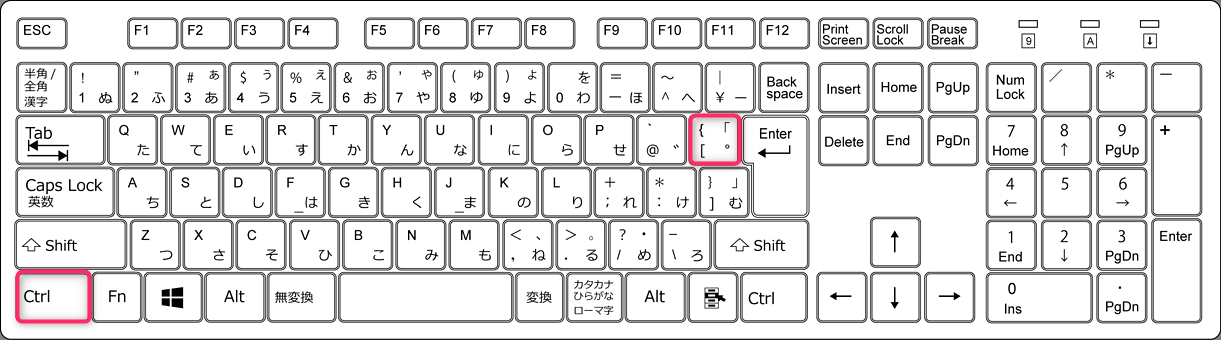 ESC F1 F2 F3 F4 F5 F6 F7 F8 F9 F10 F11 F12 Print Screen Scroll Lock Pause Break 9 A ⬇
半角/全角 漢字 ! 1 ぬ " 2 ふ # ぁ 3 あ $ ぅ 4 う % ぇ 5 え & ぉ 6 お ' ゃ 7 や ( ゅ 8 ゆ ) ょ 9 よ を 0 わ = ー ほ ～ ^ へ | ¥ ー Back space Insert Home PgUp Num Lock ／ ＊ －
Tab Q た W て E い R す T か Y ん U な I に O ら P せ ` @ ゛ { 「 [ ° Enter Delete End PgDn 7 Home 8 ↑ 9 PgUp +
Caps Lock 英数 A ち S と D し F _は G き H く J _ま K の L り + ; れ * : け } 」 ] む 4 ← 5 6 →
Shift Z つ X さ C そ V ひ B こ N み M も < 、 , ね > 。 . る ? ・ / め _ \ ろ Shift ↑ 1 End 2 ↓ 3 PgDn Enter
Ctrl Fn Alt 無変換 変換 カタカナ ひらがな ローマ字 Alt Ctrl ← ↓ → 0 Ins . PgDn